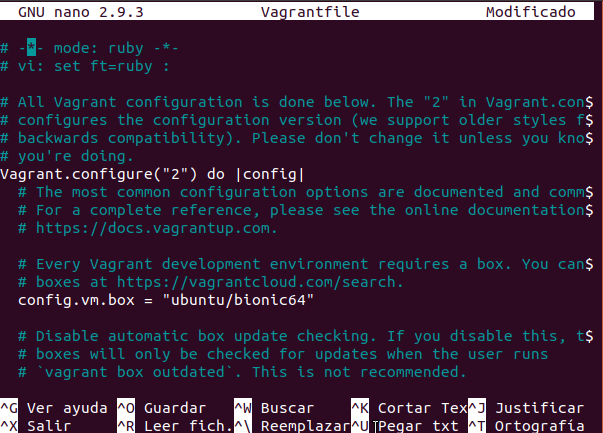 GNU nano 2.9.3 Vagrantfile Modificado
# -*- mode: ruby -*-
# vi: set ft=ruby :
# All Vagrant configuration is done below. The "2" in Vagrant.con$
# configures the configuration version (we support older styles f$
# backwards compatibility). Please don't change it unless you kno$
# you're doing.
Vagrant.configure("2") do |config|
# The most common configuration options are documented and comm$
# For a complete reference, please see the online documentation$
# https://docs.vagrantup.com.
# Every Vagrant development environment requires a box. You can$
# boxes at https://vagrantcloud.com/search.
config.vm.box = "ubuntu/bionic64"
# Disable automatic box update checking. If you disable this, t$
# boxes will only be checked for updates when the user runs
# `vagrant box outdated`. This is not recommended.
^G Ver ayuda ^O Guardar ^W Buscar ^K Cortar Tex^J Justificar
^X Salir ^R Leer fich.^\ Reemplazar^U Pegar txt ^T Ortografía